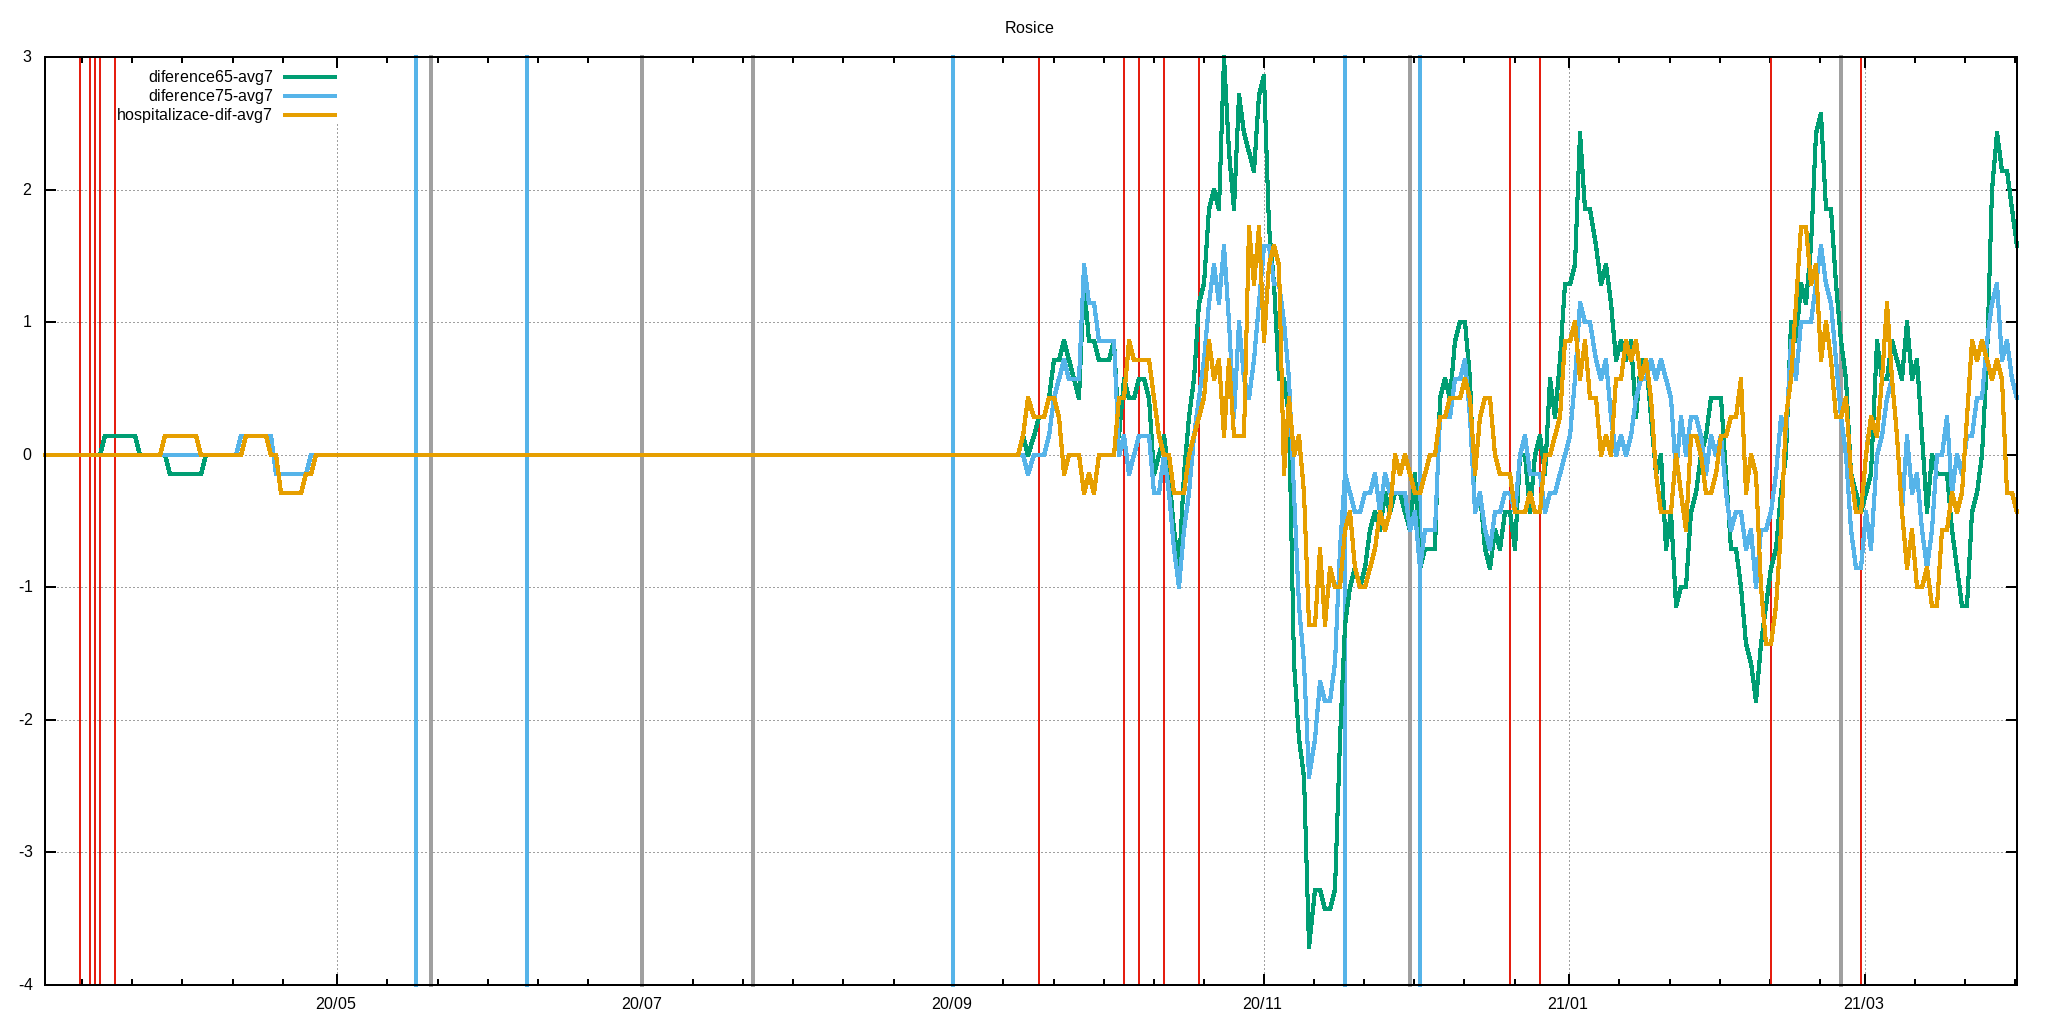 Rosice
diference65-avg7
diference75-avg7
hospitalizace-dif-avg7
3
2
1
0
-1
-2
-3
-4
20/05 20/07 20/09 20/11 21/01 21/03